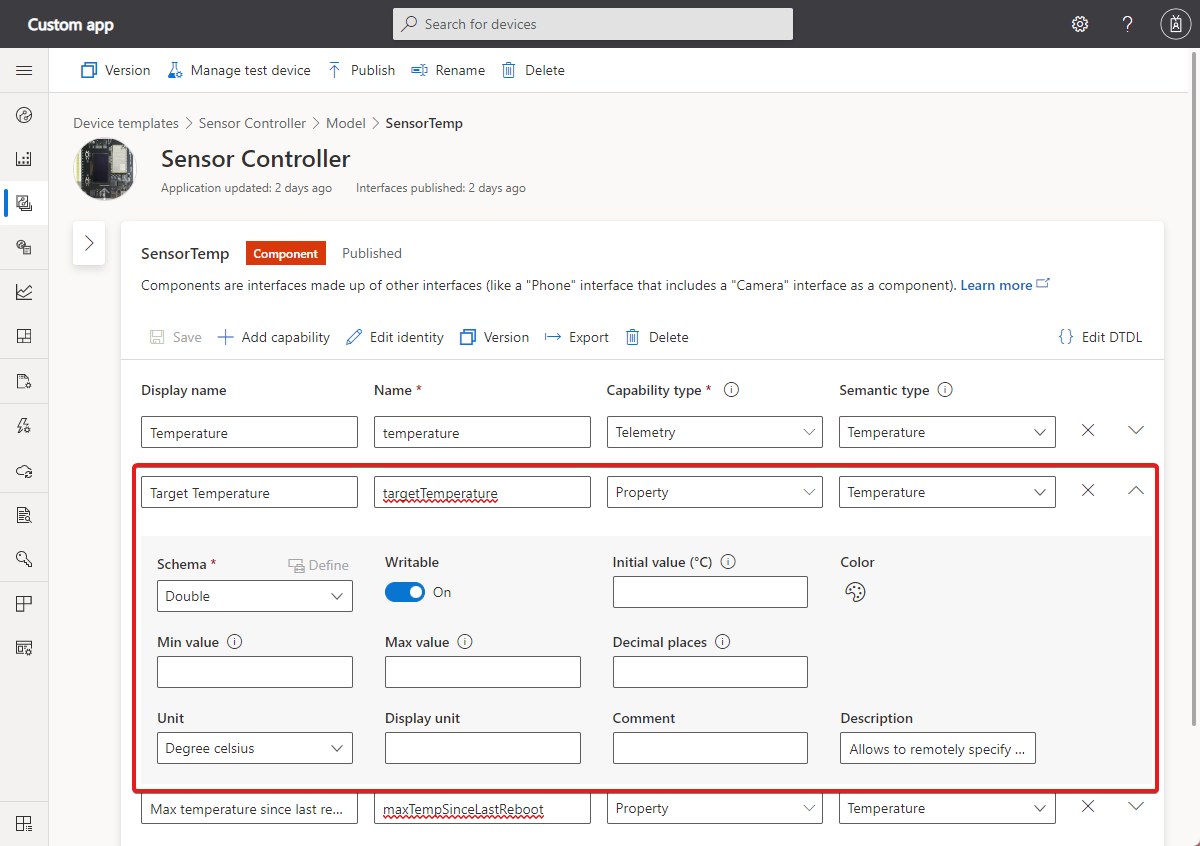 Custom app
Search for devices
Version
Manage test device
Publish
Rename
Delete
Device templates > Sensor Controller > Model > SensorTemp
Sensor Controller
Application updated: 2 days ago
Interfaces published: 2 days ago
SensorTemp
Component
Published
Components are interfaces made up of other interfaces (like a "Phone" interface that includes a "Camera" interface as a component). Learn more
Save
Add capability
Edit identity
Version
Export
Delete
{} Edit DTDL
Display name
Name *
Capability type *
Semantic type
Temperature
temperature
Telemetry
Temperature
Target Temperature
targetTemperature
Property
Temperature
Schema *
Define
Writable
Initial value (°C)
Color
Double
On
Min value
Max value
Decimal places
Unit
Display unit
Comment
Description
Degree celsius
Allows to remotely specify ...
Max temperature since last re...
maxTempSinceLastReboot
Property
Temperature